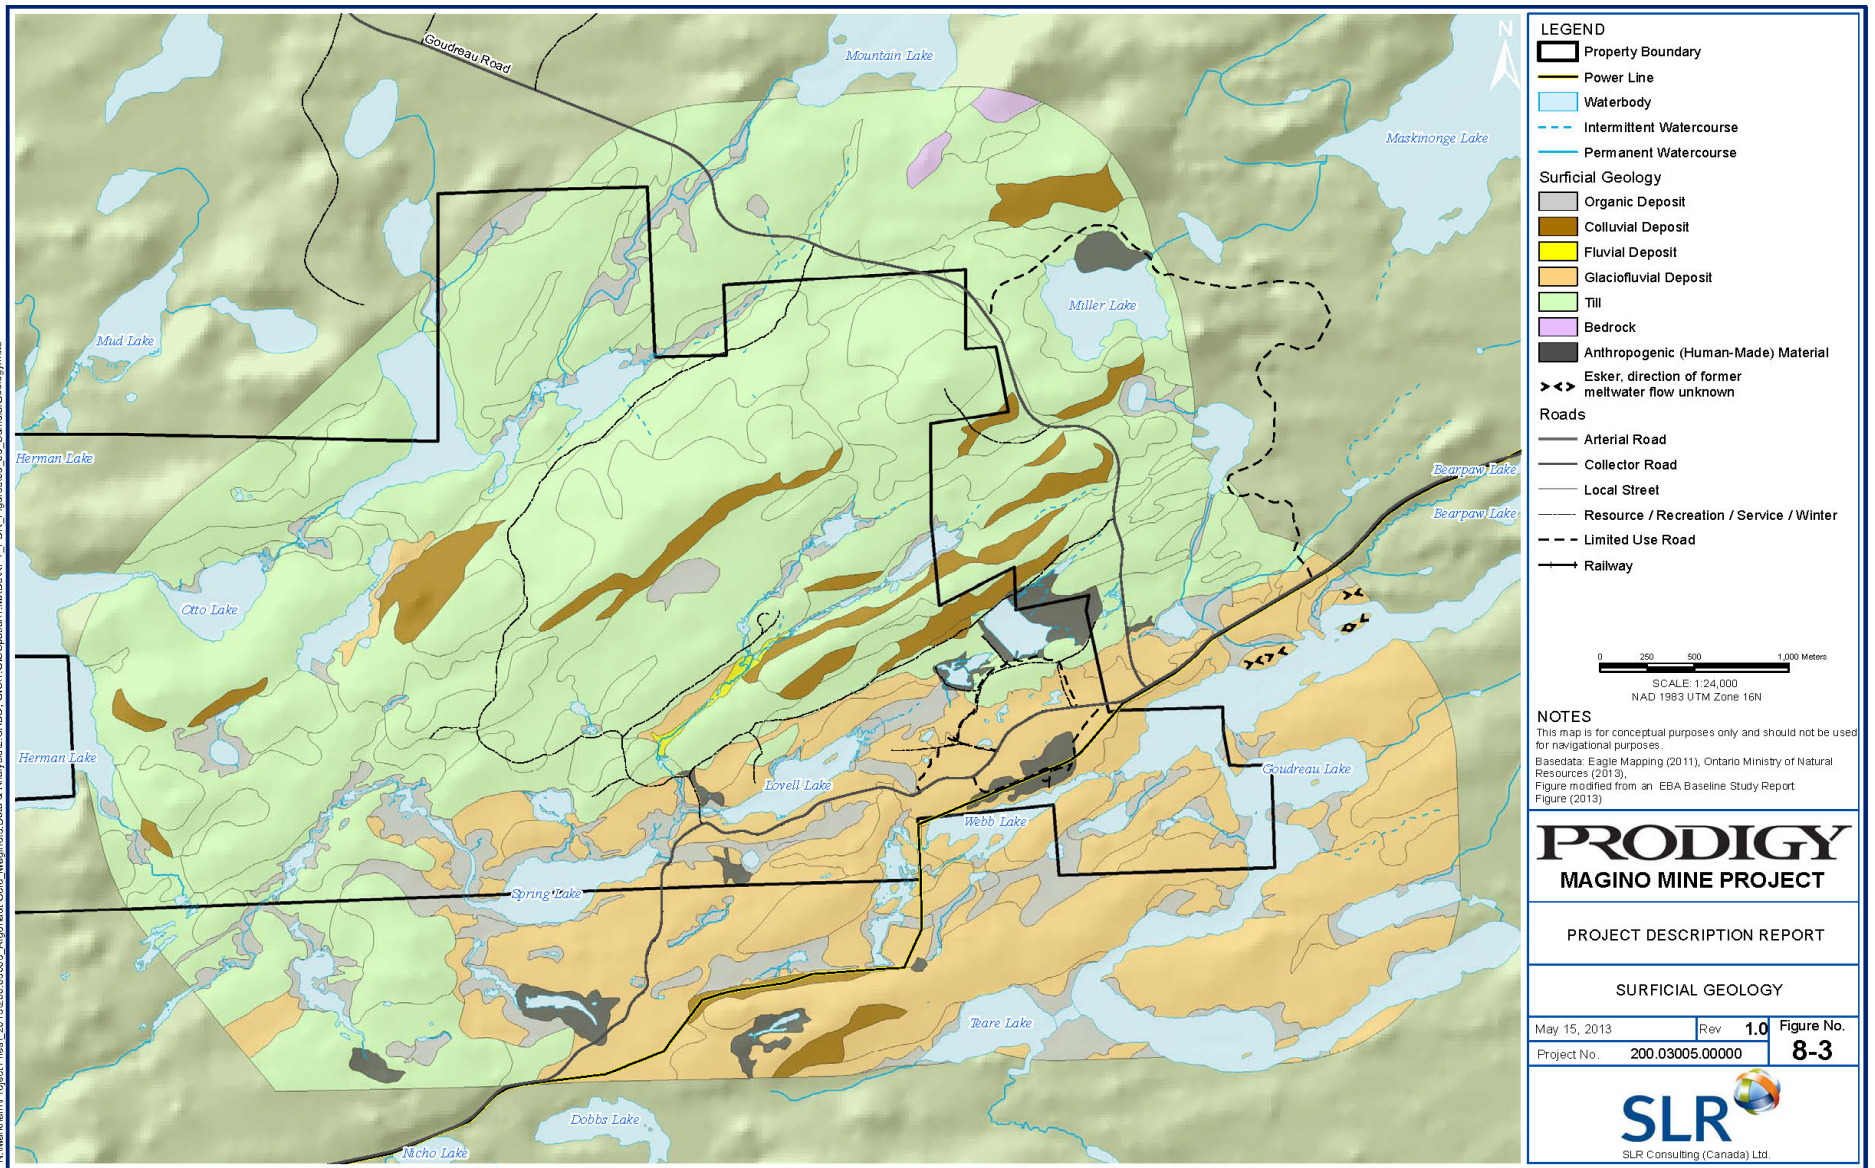 Goudreau Road
Mountain Lake
N
Maskinonge Lake
Miller Lake
Mud Lake
Herman Lake
Bearpaw Lake
Bearpaw Lake
Otto Lake
Herman Lake
Lovell Lake
Goudreau Lake
Webb Lake
Spring Lake
Teare Lake
Dobbs Lake
Nicho Lake
LEGEND
Property Boundary
Power Line
Waterbody
Intermittent Watercourse
Permanent Watercourse
Surficial Geology
Organic Deposit
Colluvial Deposit
Fluvial Deposit
Glaciofluvial Deposit
Till
Bedrock
Anthropogenic (Human-Made) Material
Esker, direction of former
meltwater flow unknown
Roads
Arterial Road
Collector Road
Local Street
Resource / Recreation / Service / Winter
Limited Use Road
Railway
0 250 500 1,000 Meters
SCALE: 1:24,000
NAD 1983 UTM Zone 16N
NOTES
This map is for conceptual purposes only and should not be used
for navigational purposes.
Basedata: Eagle Mapping (2011), Ontario Ministry of Natural
Resources (2013),
Figure modified from an EBA Baseline Study Report
Figure (2013)
PRODIGY
MAGINO MINE PROJECT
PROJECT DESCRIPTION REPORT
SURFICIAL GEOLOGY
May 15, 2013 Rev 1.0 Figure No.
Project No. 200.03005.00000 8-3
SLR
SLR Consulting (Canada) Ltd.